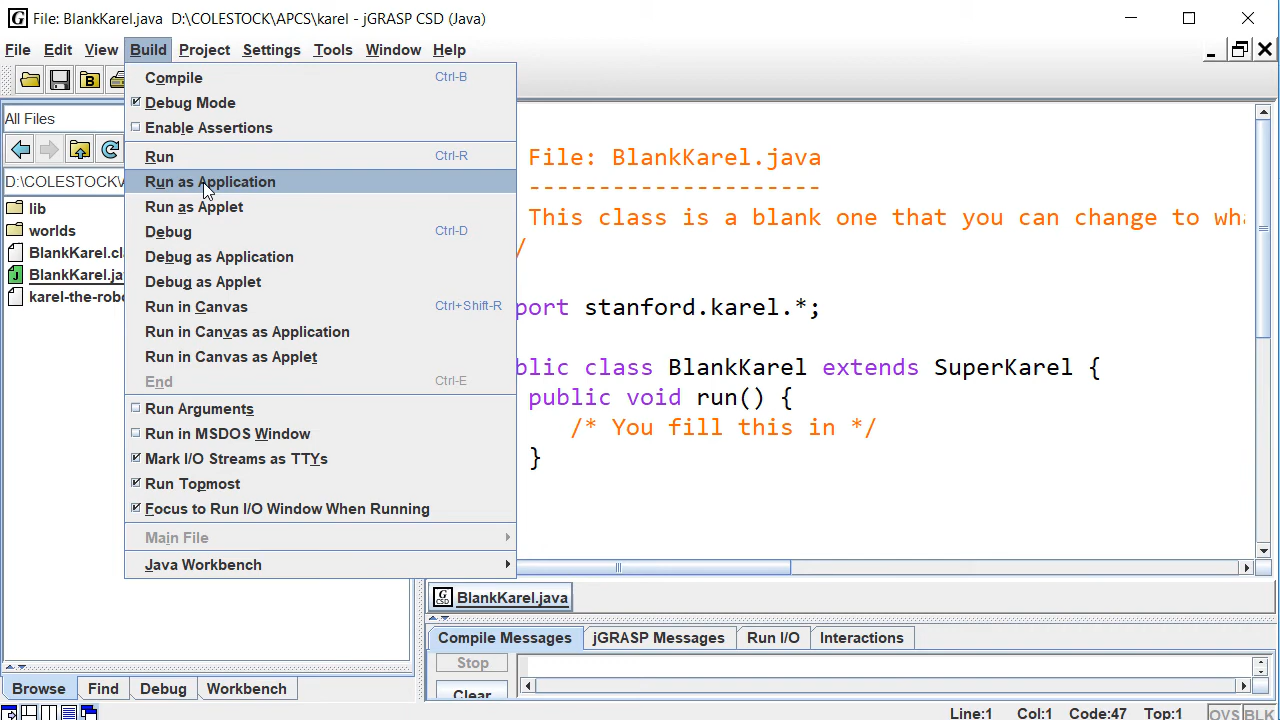 File: BlankKarel.java D:\COLESTOCK\APCS\karel - jGRASP CSD (Java)
File Edit View Build Project Settings Tools Window Help
All Files
D:\COLESTOCK\
lib
worlds
BlankKarel.cl
BlankKarel.ja
karel-the-robo
Compile Ctrl-B
Debug Mode
Enable Assertions
Run Ctrl-R
Run as Application
Run as Applet
Debug Ctrl-D
Debug as Application
Debug as Applet
Run in Canvas Ctrl+Shift-R
Run in Canvas as Application
Run in Canvas as Applet
End Ctrl-E
Run Arguments
Run in MSDOS Window
Mark I/O Streams as TTYs
Run Topmost
Focus to Run I/O Window When Running
Main File
Java Workbench
File: BlankKarel.java
---------------------
This class is a blank one that you can change to wha
/
port stanford.karel.*;
blic class BlankKarel extends SuperKarel {
public void run() {
/* You fill this in */
}
BlankKarel.java
Compile Messages jGRASP Messages Run I/O Interactions
Stop
Clear
Browse Find Debug Workbench
Line:1 Col:1 Code:47 Top:1 OVS BLK